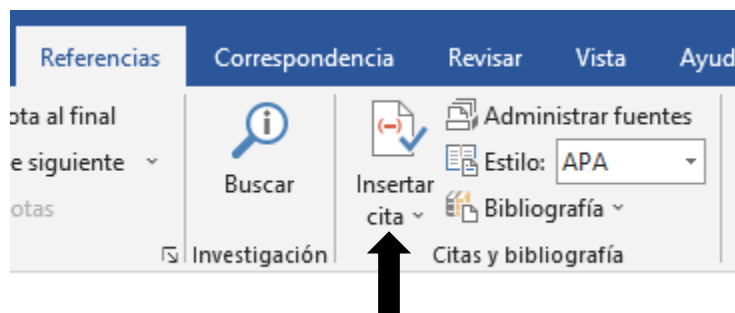 Referencias Correspondencia Revisar Vista Ayud
ota al final
e siguiente
otas
Buscar
Investigación
Insertar
cita
Administrar fuentes
Estilo: APA
Bibliografía
Citas y bibliografía